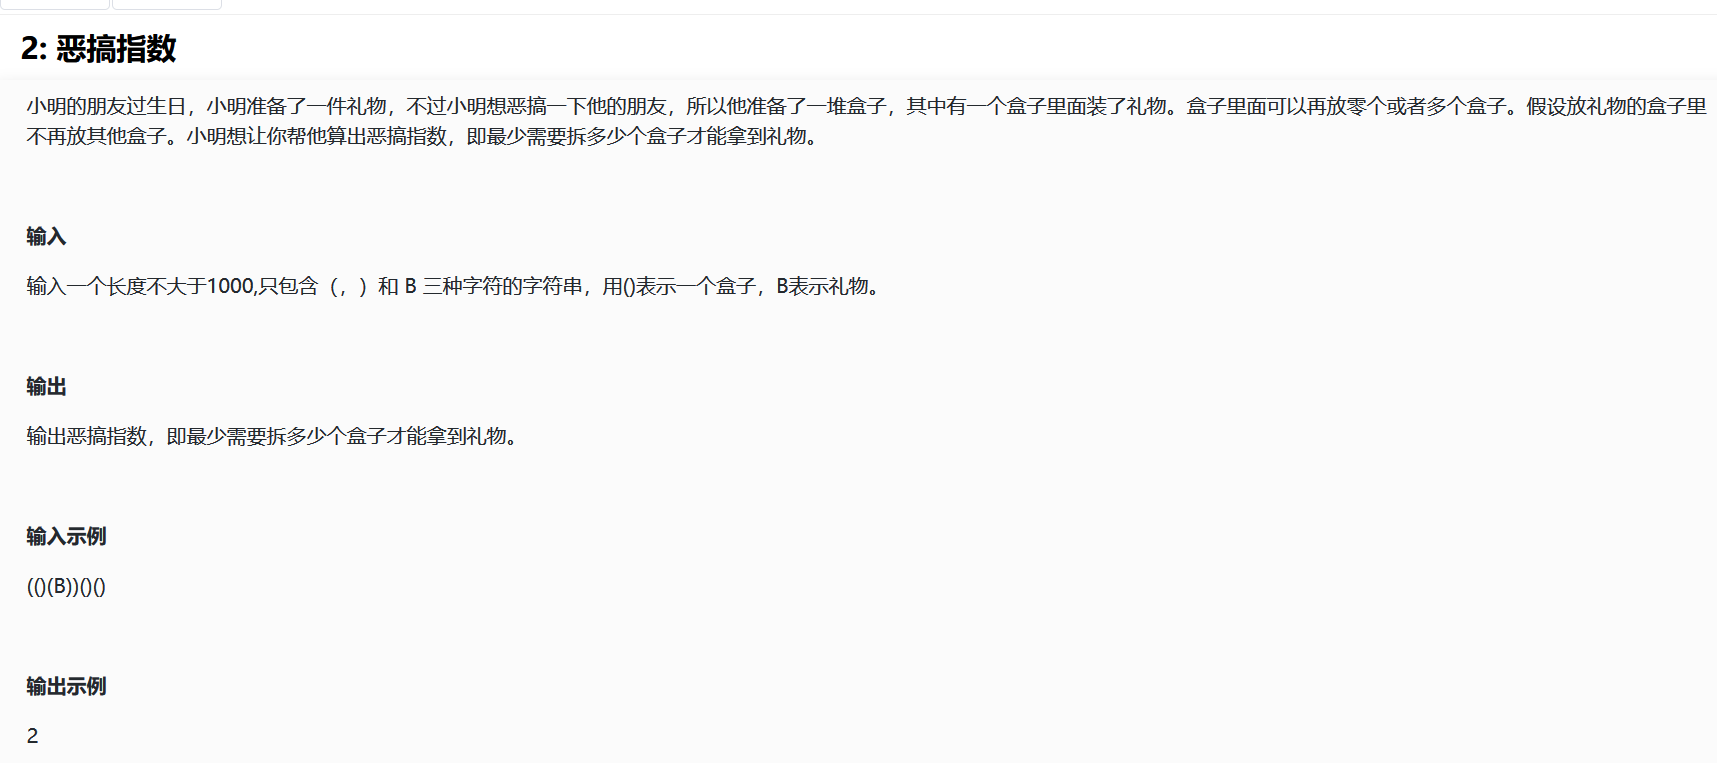 2: 恶搞指数
小明的朋友过生日，小明准备了一件礼物，不过小明想恶搞一下他的朋友，所以他准备了一堆盒子，其中有一个盒子里面装了礼物。盒子里面可以再放零个或者多个盒子。假设放礼物的盒子里
不再放其他盒子。小明想让你帮他算出恶搞指数，即最少需要拆多少个盒子才能拿到礼物。
输入
输入一个长度不大于1000,只包含（，）和 B 三种字符的字符串，用()表示一个盒子，B表示礼物。
输出
输出恶搞指数，即最少需要拆多少个盒子才能拿到礼物。
输入示例
(()(B))()()
输出示例
2